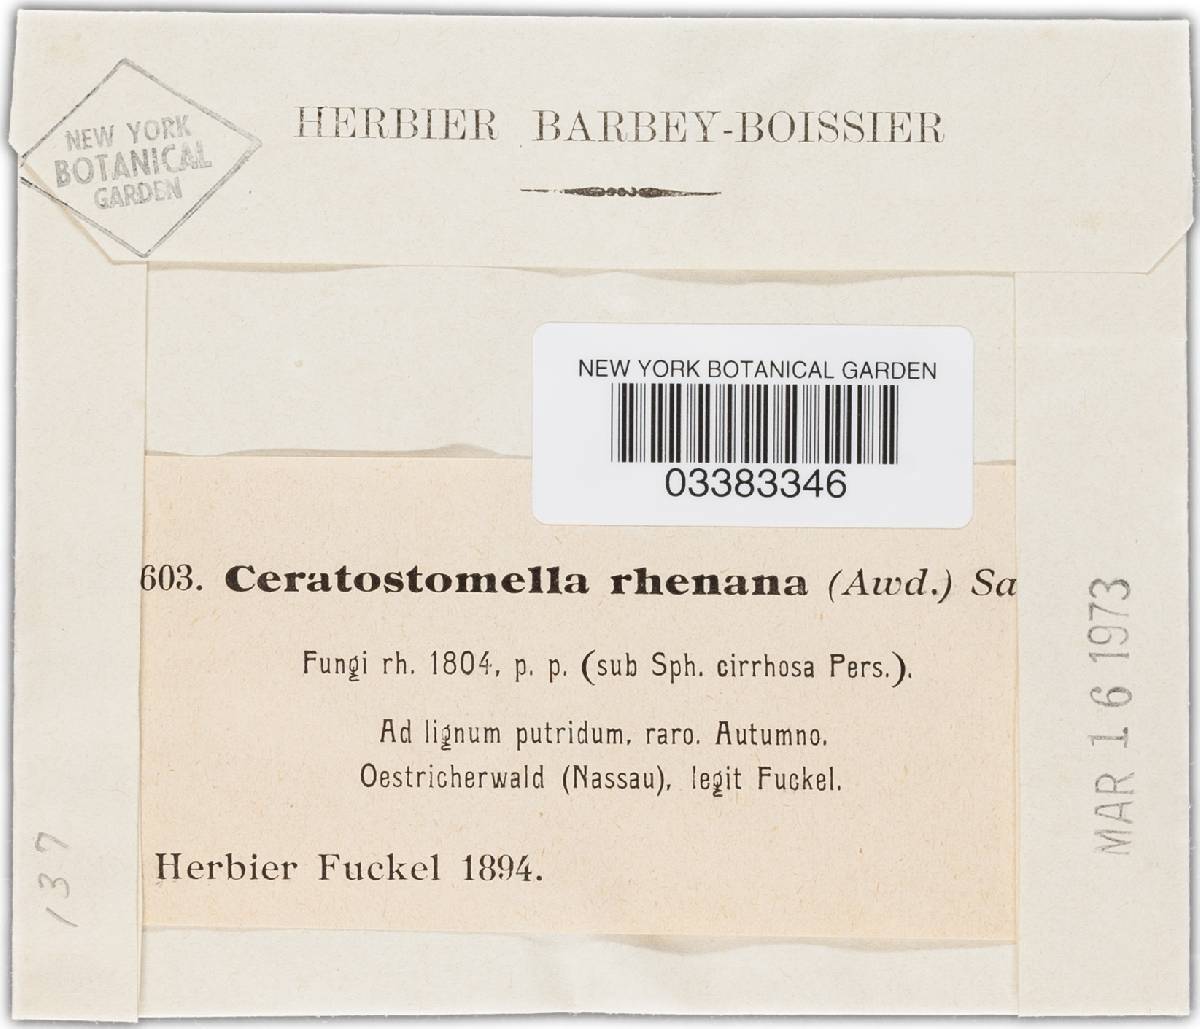 NEW YORK
BOTANICAL
GARDEN
HERBIER BARBEY-BOISSIER
NEW YORK BOTANICAL GARDEN
03383346
603. Ceratostomella rhenana (Awd.) Sa
Fungi rh. 1804, p. p. (sub Sph. cirrhosa Pers.).
Ad lignum putridum, raro. Autumno.
Oestricherwald (Nassau), legit Fuckel.
Herbier Fuckel 1894.
MAR 16 1973
137